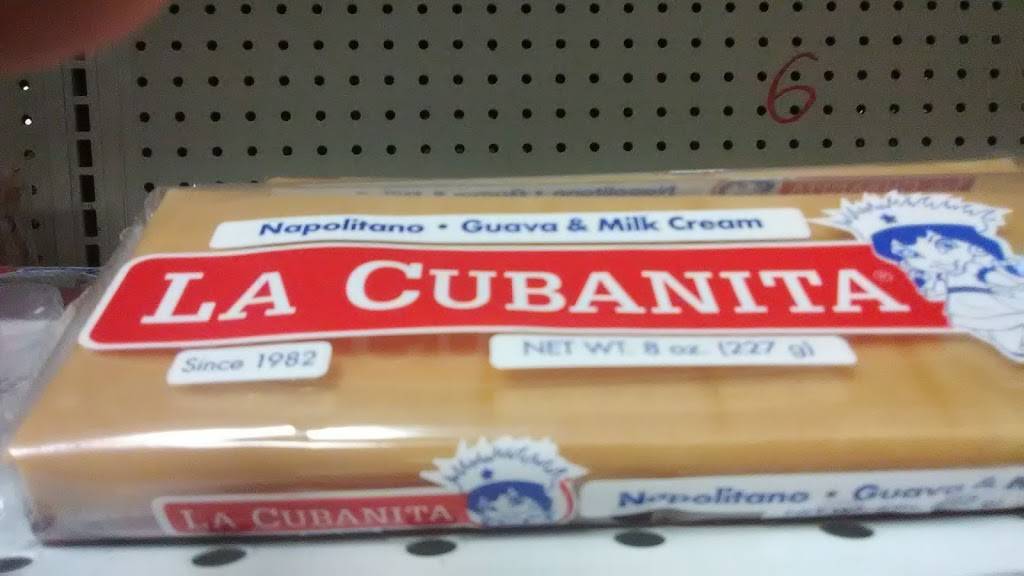 6
Napolitano • Guava & Milk Cream
LA CUBANITA®
Since 1982
NET WT. 8 oz. (227 g)
LA CUBANITA
Napolitano • Guava &